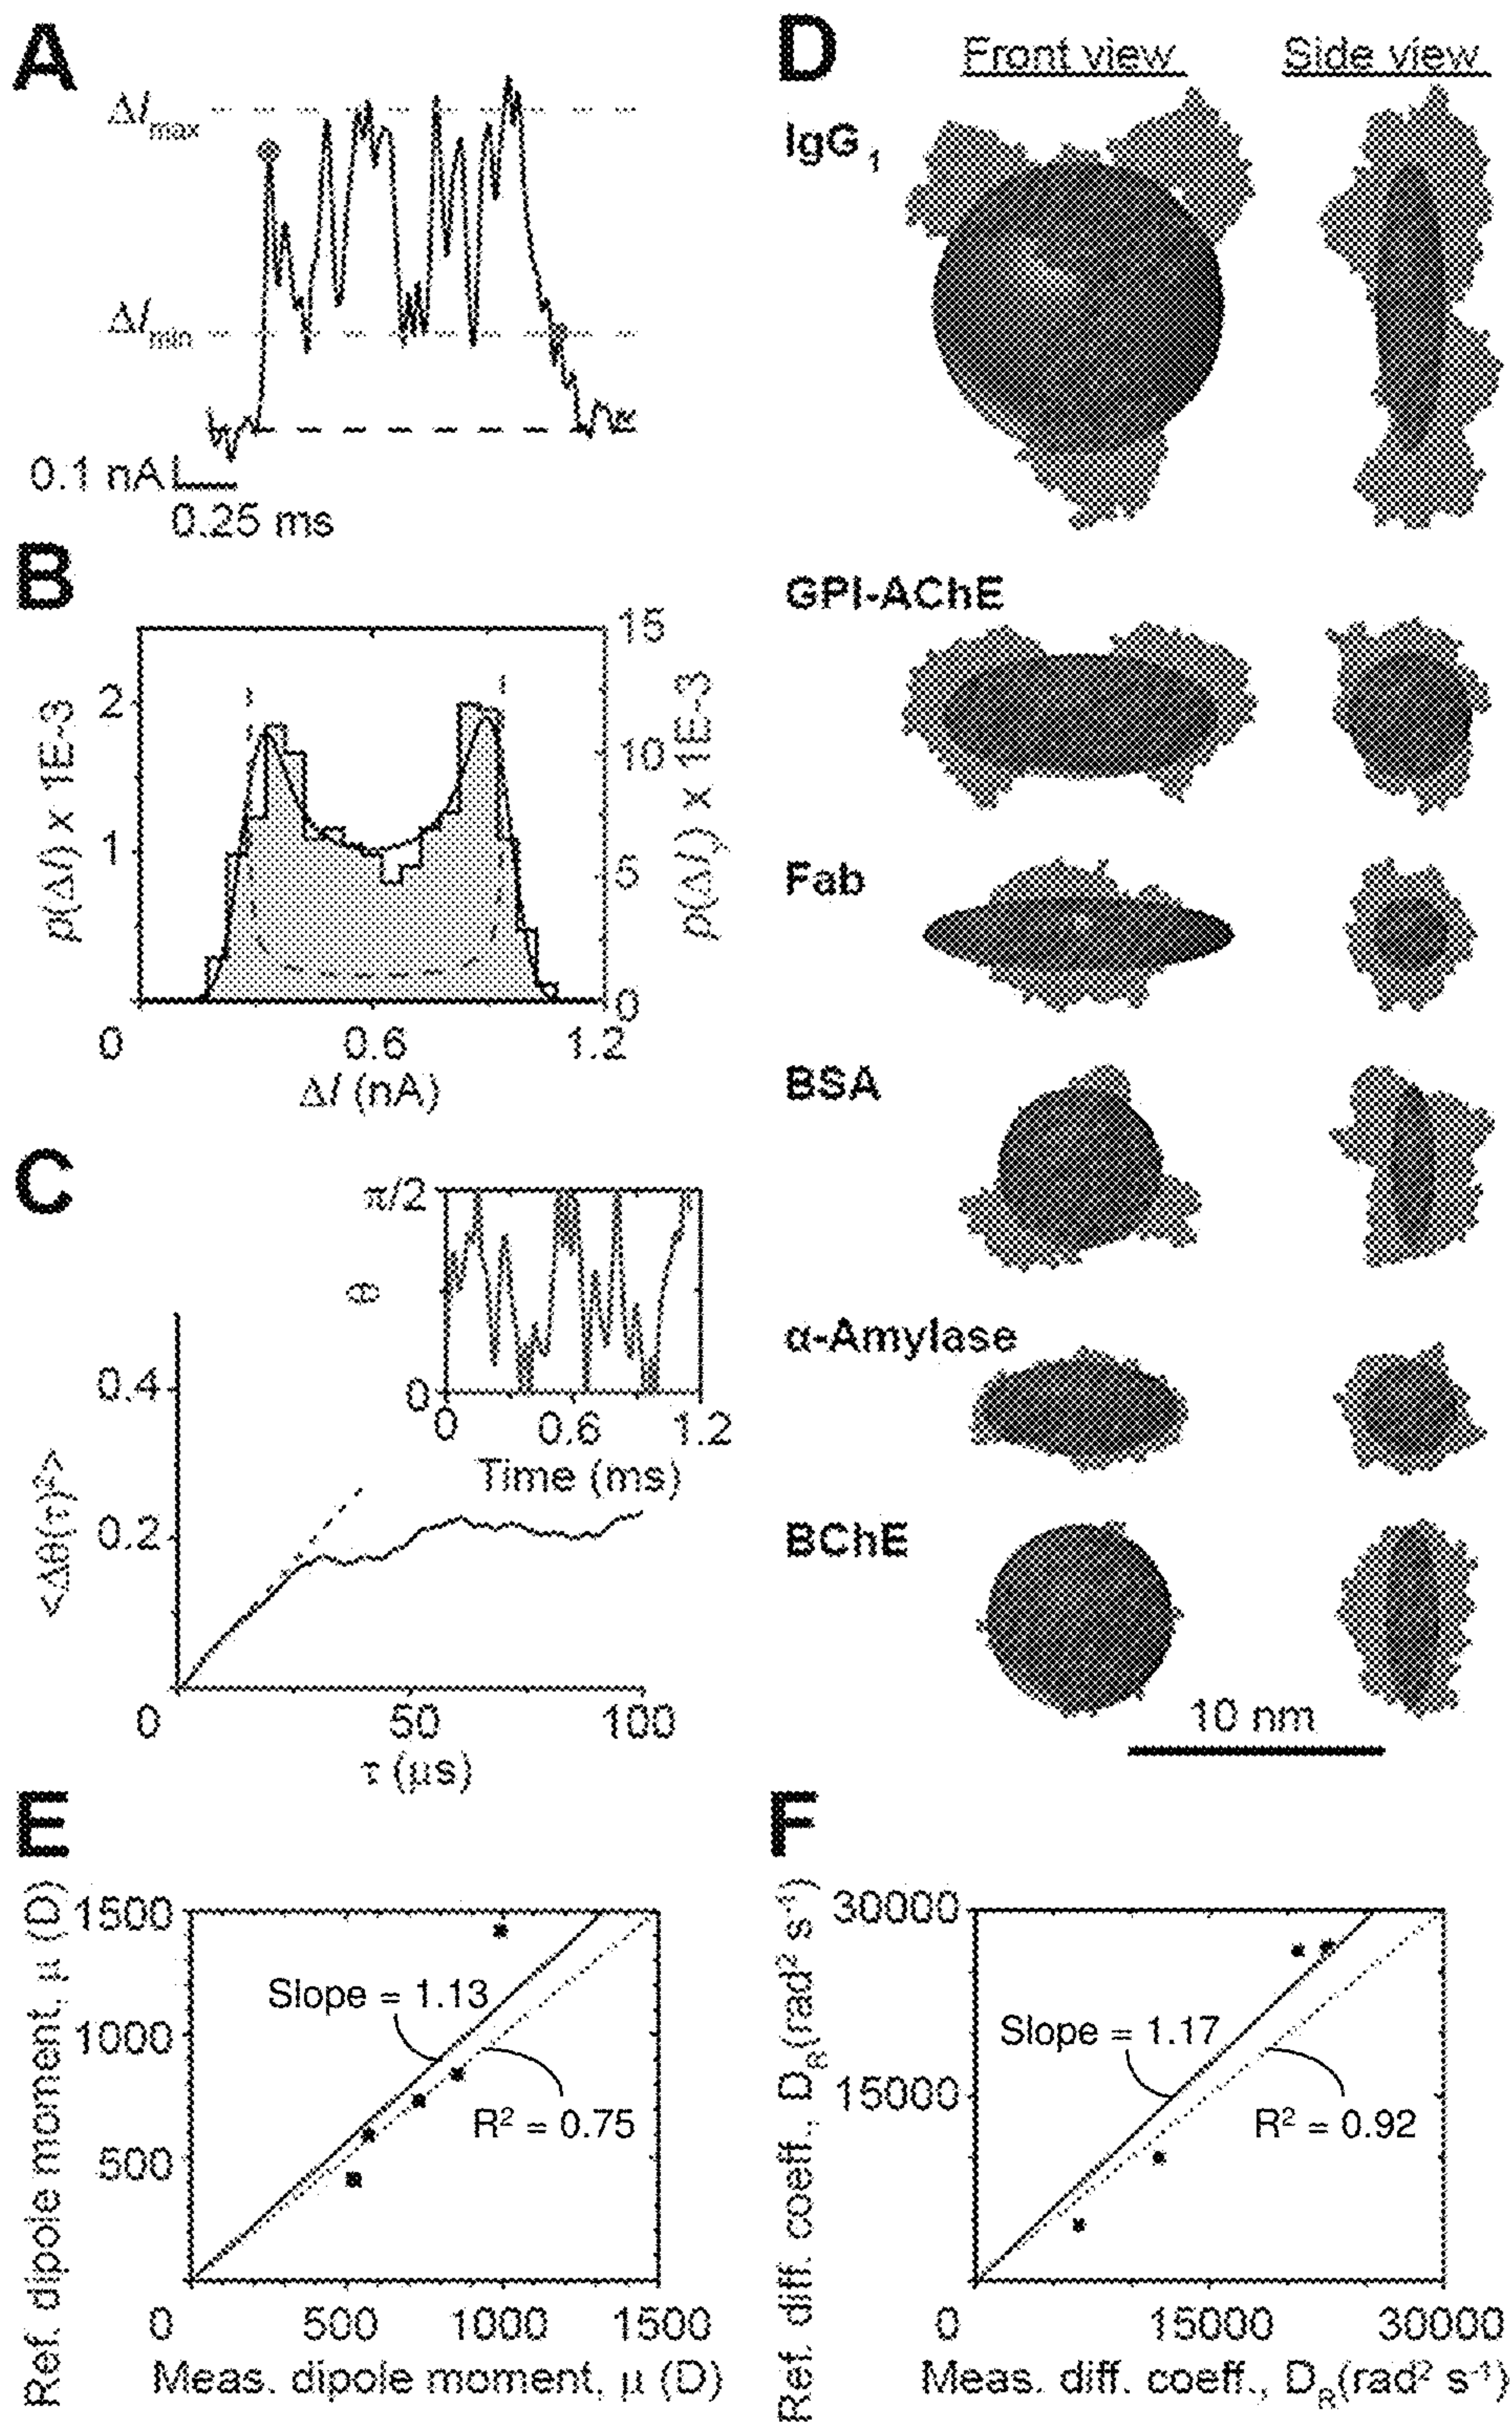 A
ΔImax
ΔImin
0.1 nA
0.25 ms
B
p(ΔI) x 1E-3
2
1
15
10
5
0
p(ΔIγ) x 1E-3
0
0.6
1.2
ΔI (nA)
C
π/2
θ
0
0
0.6
1.2
Time (ms)
0.4
0.2
<Δθ(τ)²>
0
50
100
τ (µs)
D
Front view
Side view
IgG1
GPI-AChE
Fab
BSA
α-Amylase
BChE
10 nm
E
Ref. dipole moment, µ (D)
1500
1000
500
Slope = 1.13
R² = 0.75
0
500
1000
1500
Meas. dipole moment, µ (D)
F
Ref. diff. coeff., DR(rad² s⁻¹)
30000
15000
Slope = 1.17
R² = 0.92
0
15000
30000
Meas. diff. coeff., DR(rad² s⁻¹)